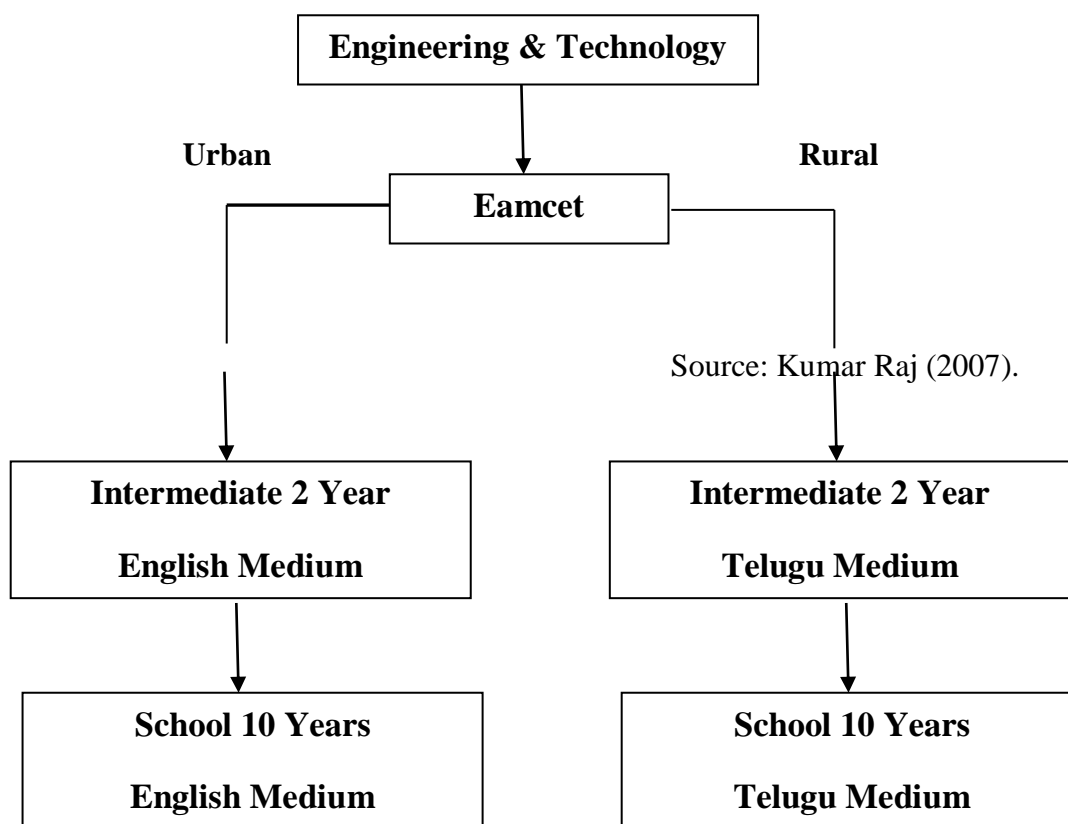 Engineering & Technology
Urban
Rural
Eamcet
Source: Kumar Raj (2007).
Intermediate 2 Year
English Medium
Intermediate 2 Year
Telugu Medium
School 10 Years
English Medium
School 10 Years
Telugu Medium